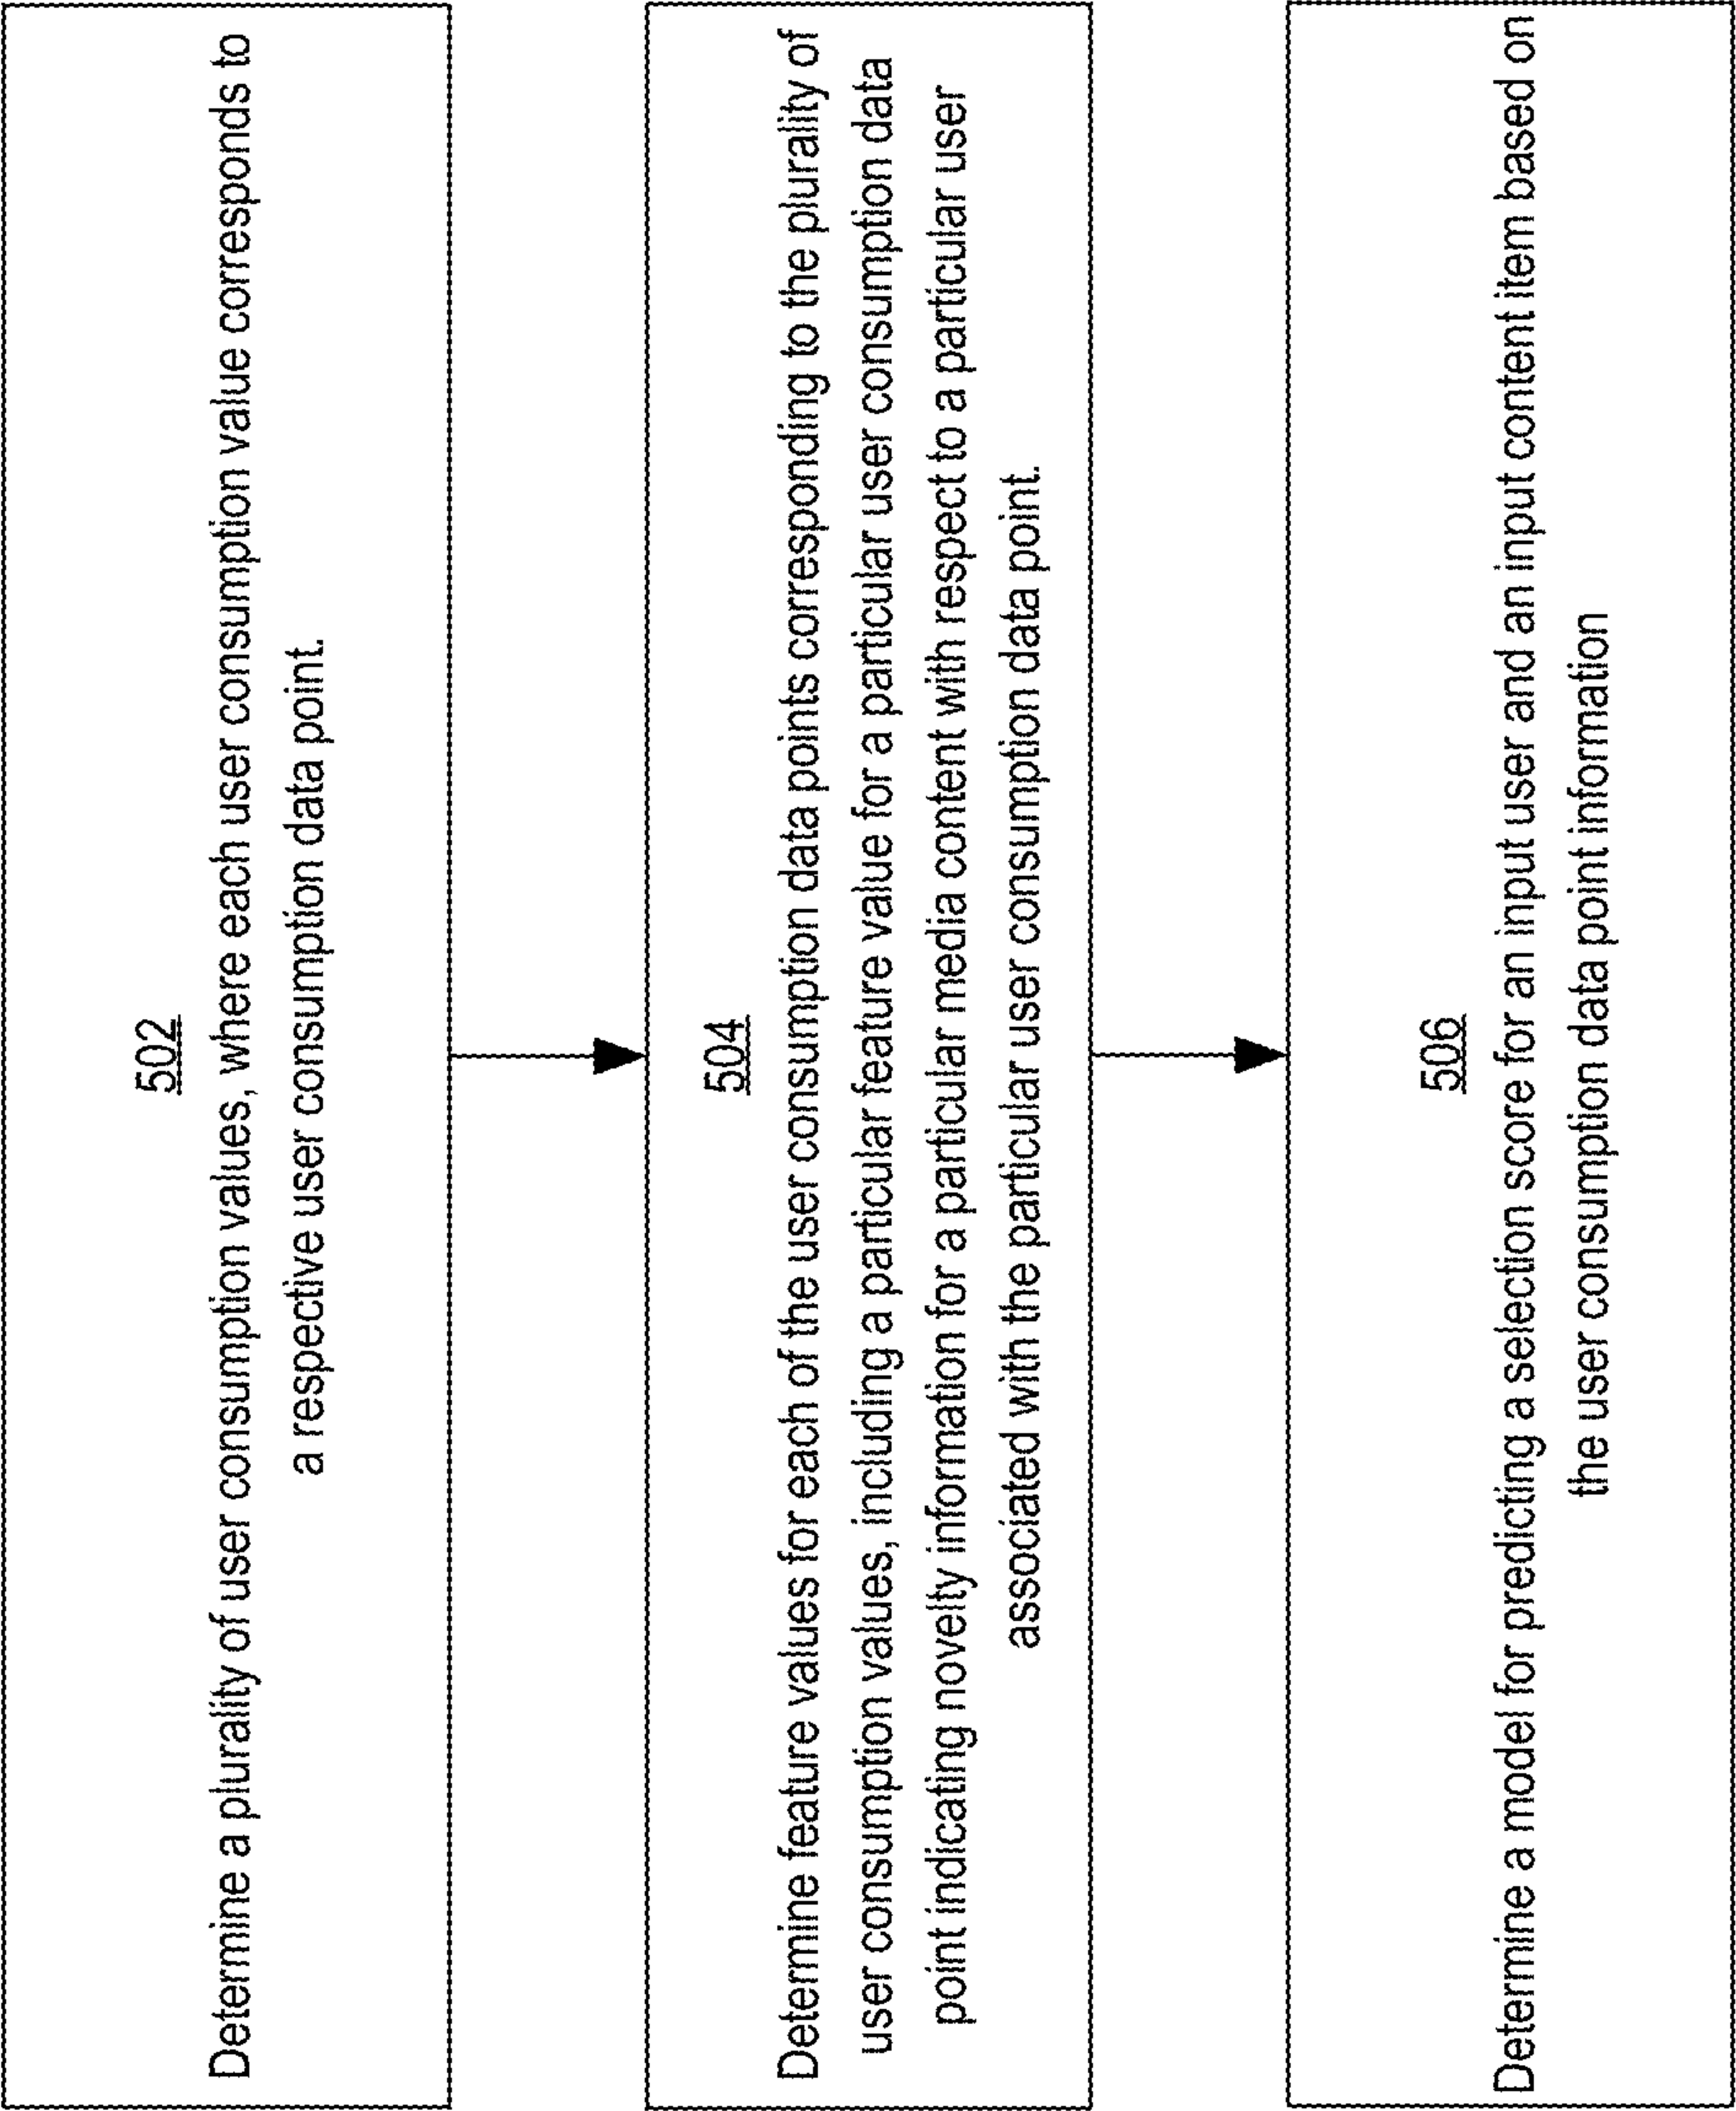 502
Determine a plurality of user consumption values, where each user consumption value corresponds to
a respective user consumption data point.
504
Determine feature values for each of the user consumption data points corresponding to the plurality of
user consumption values, including a particular feature value for a particular user consumption data
point indicating novelty information for a particular media content with respect to a particular user
associated with the particular user consumption data point.
506
Determine a model for predicting a selection score for an input user and an input content item based on
the user consumption data point information